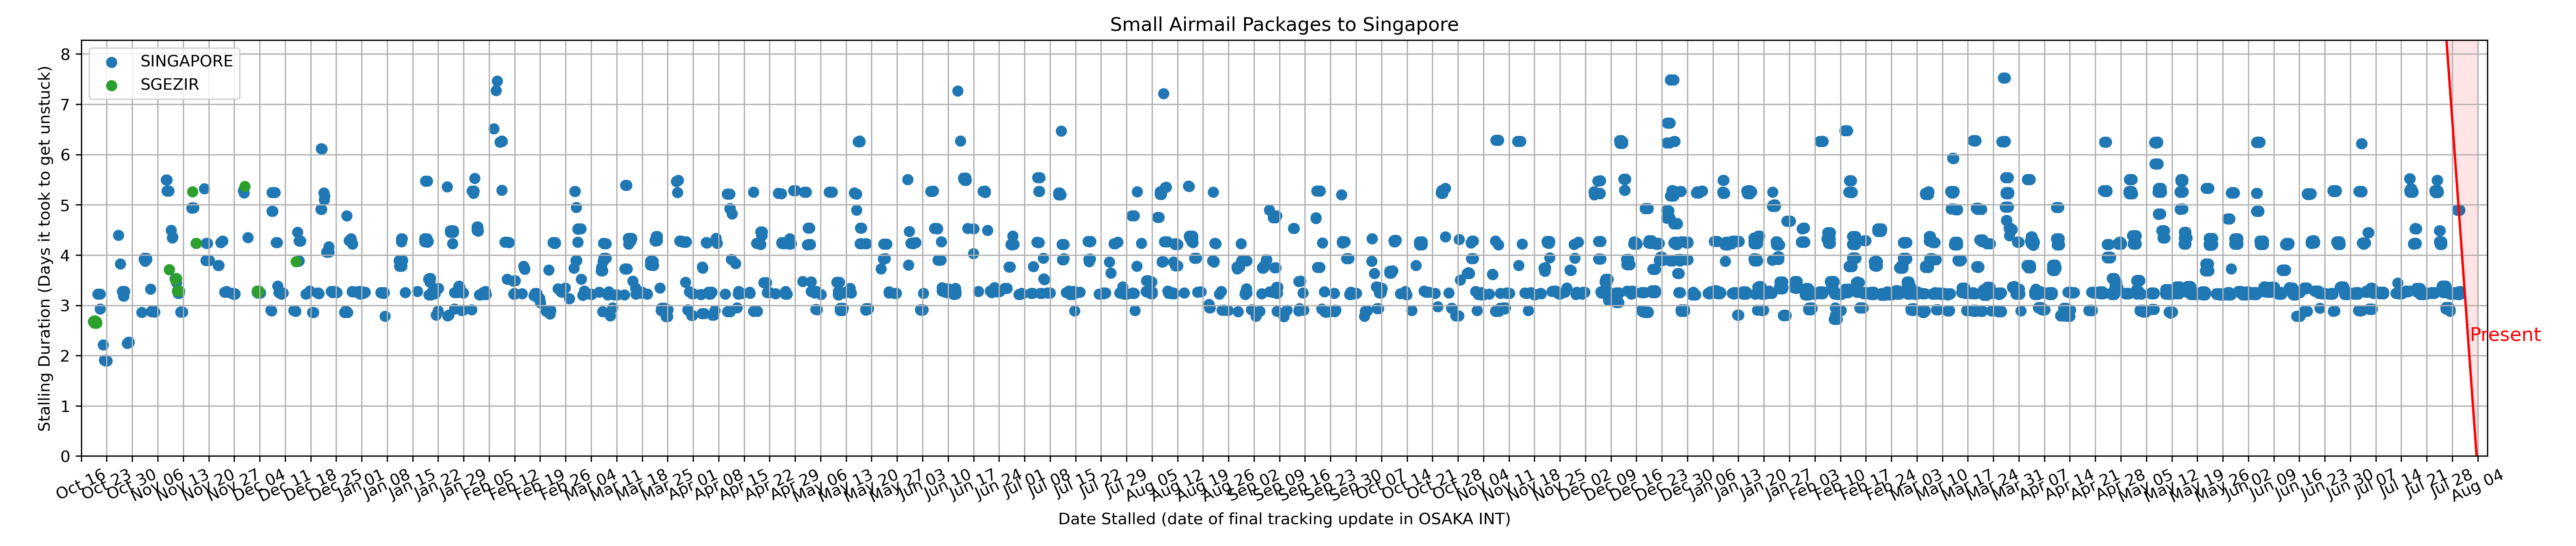 Small Airmail Packages to Singapore
Stalling Duration (Days it took to get unstuck)
8
7
6
5
4
3
2
1
0
SINGAPORE
SGEZIR
Present
Oct 16
Oct 23
Oct 30
Nov 06
Nov 13
Nov 20
Nov 27
Dec 04
Dec 11
Dec 18
Dec 25
Jan 01
Jan 08
Jan 15
Jan 22
Jan 29
Feb 05
Feb 12
Feb 19
Feb 26
Mar 04
Mar 11
Mar 18
Mar 25
Apr 01
Apr 08
Apr 15
Apr 22
Apr 29
May 06
May 13
May 20
May 27
Jun 03
Jun 10
Jun 17
Jun 24
Jul 01
Jul 08
Jul 15
Jul 22
Jul 29
Aug 05
Aug 12
Aug 19
Aug 26
Sep 02
Sep 09
Sep 16
Sep 23
Sep 30
Oct 07
Oct 14
Oct 21
Oct 28
Nov 04
Nov 11
Nov 18
Nov 25
Dec 02
Dec 09
Dec 16
Dec 23
Dec 30
Jan 06
Jan 13
Jan 20
Jan 27
Feb 03
Feb 10
Feb 17
Feb 24
Mar 03
Mar 10
Mar 17
Mar 24
Mar 31
Apr 07
Apr 14
Apr 21
Apr 28
May 05
May 12
May 19
May 26
Jun 02
Jun 09
Jun 16
Jun 23
Jun 30
Jul 07
Jul 14
Jul 21
Jul 28
Aug 04
Date Stalled (date of final tracking update in OSAKA INT)